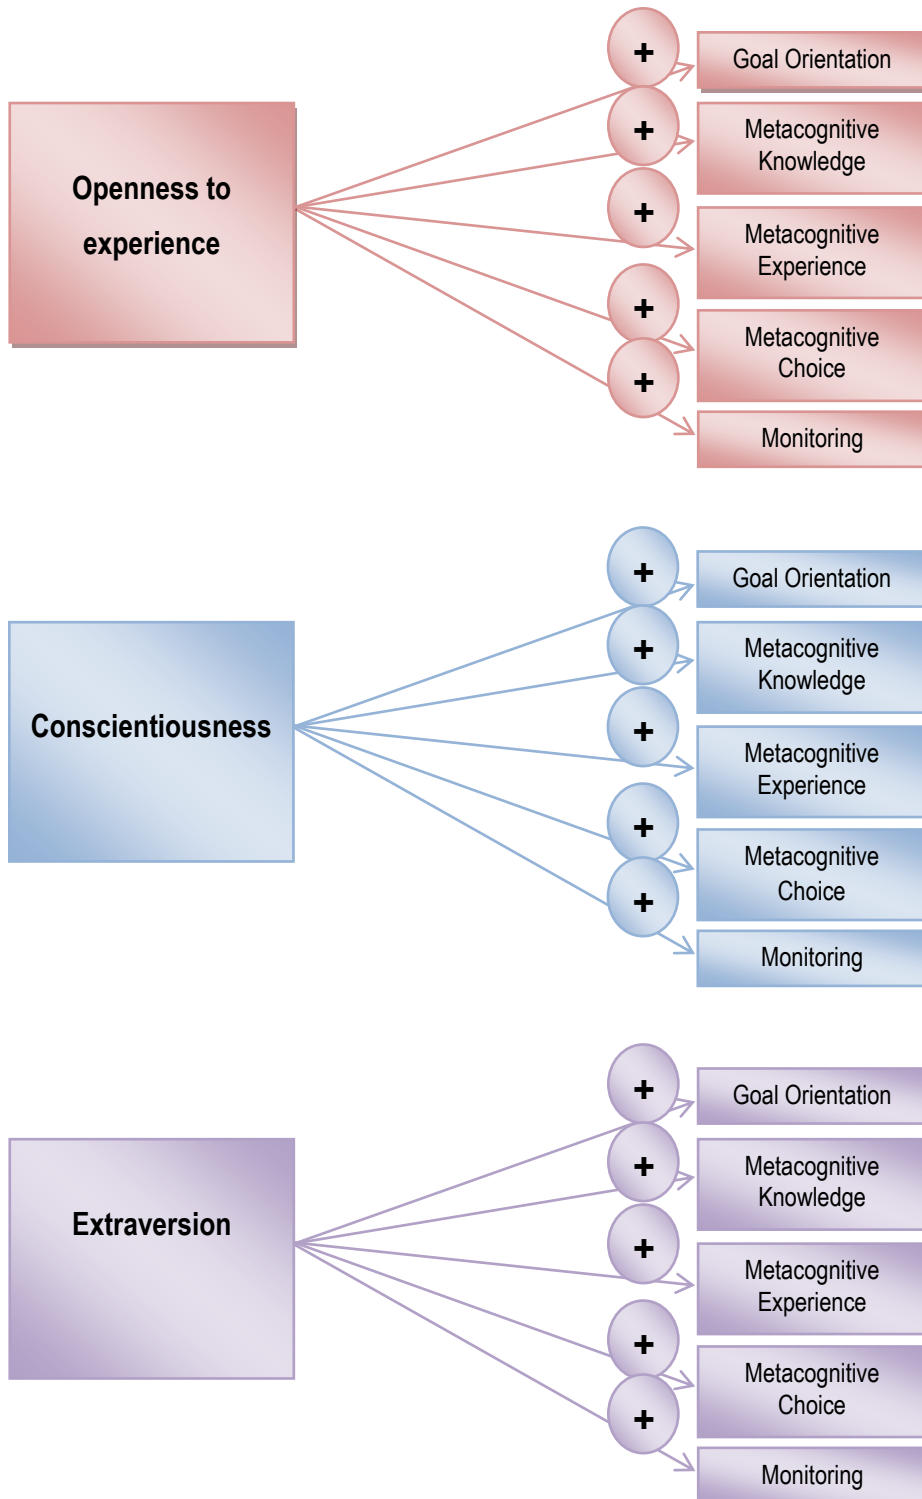 +
Goal Orientation
+
Metacognitive
Knowledge
Openness to
experience
+
Metacognitive
Experience
+
Metacognitive
Choice
+
Monitoring
+
Goal Orientation
+
Metacognitive
Knowledge
Conscientiousness
+
Metacognitive
Experience
+
Metacognitive
Choice
+
Monitoring
+
Goal Orientation
+
Metacognitive
Knowledge
Extraversion
+
Metacognitive
Experience
+
Metacognitive
Choice
+
Monitoring